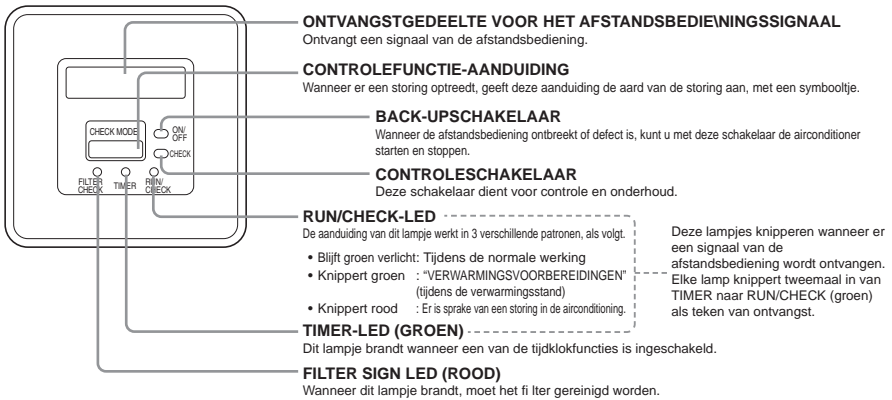 ONTVANGSTGEDEELTE VOOR HET AFSTANDSBEDIE\NINGSSIGNAAL
Ontvangt een signaal van de afstandsbediening.
CONTROLEFUNCTIE-AANDUIDING
Wanneer er een storing optreedt, geeft deze aanduiding de aard van de storing aan, met een symbooltje.
BACK-UPSCHAKELAAR
Wanneer de afstandsbediening ontbreekt of defect is, kunt u met deze schakelaar de airconditioner
starten en stoppen.
CONTROLESCHAKELAAR
Deze schakelaar dient voor controle en onderhoud.
CHECK MODE
ON/
OFF
CHECK
FILTER
CHECK
TIMER
RUN/
CHECK
RUN/CHECK-LED
De aanduiding van dit lampje werkt in 3 verschillende patronen, als volgt.
• Blijft groen verlicht: Tijdens de normale werking
• Knippert groen : “VERWARMINGSVOORBEREIDINGEN”
(tijdens de verwarmingsstand)
• Knippert rood : Er is sprake van een storing in de airconditioning.
Deze lampjes knipperen wanneer er
een signaal van de
afstandsbediening wordt ontvangen.
Elke lamp knippert tweemaal in van
TIMER naar RUN/CHECK (groen)
als teken van ontvangst.
TIMER-LED (GROEN)
Dit lampje brandt wanneer een van de tijdklokfuncties is ingeschakeld.
FILTER SIGN LED (ROOD)
Wanneer dit lampje brandt, moet het fi lter gereinigd worden.